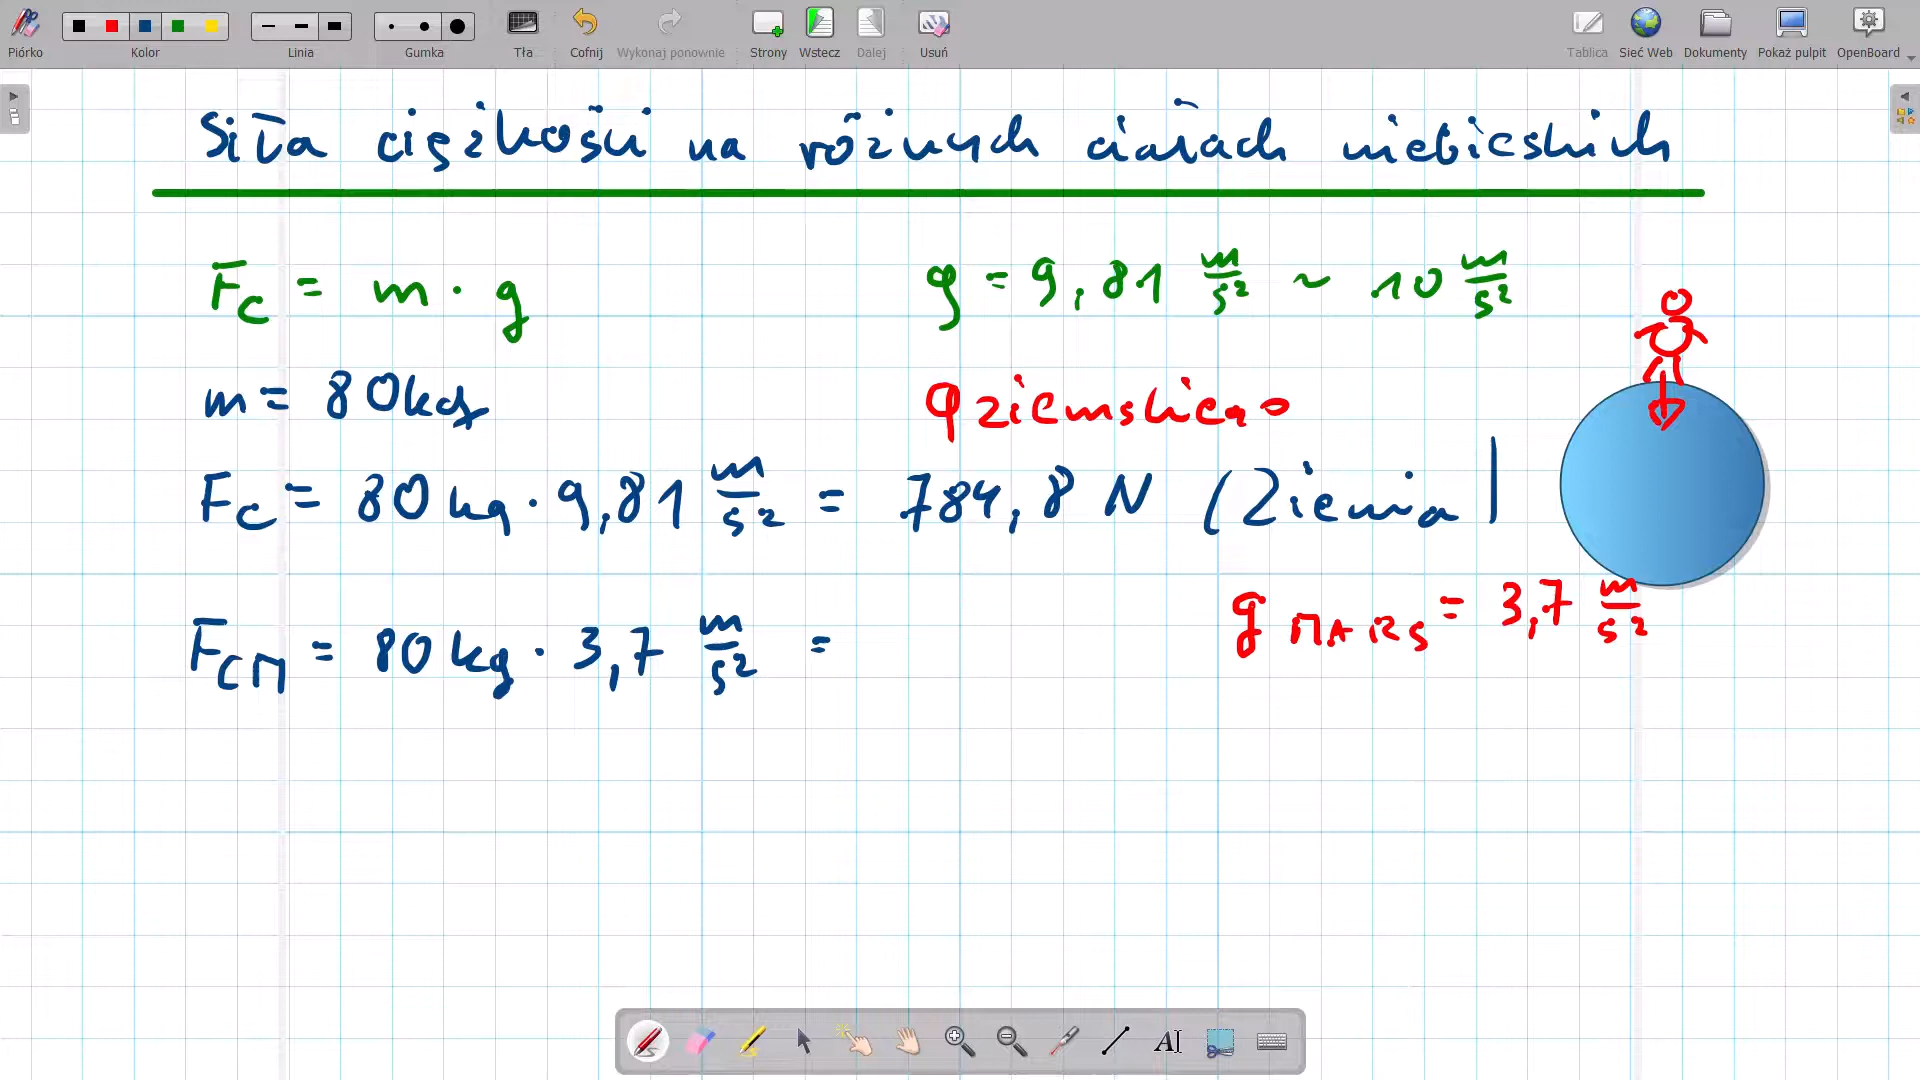 Piórko Kolor Linia Gumka Tła Cofnij Wykonaj ponownie Strony Wstecz Dalej Usuń Tablica Sieć Web Dokumenty Pokaż pulpit OpenBoard
Siła ciężkości na różnych ciałach niebieskich
Fc = m · g
g = 9,81 m/s² ~ 10 m/s²
m = 80kg
g ziemskiego
Fc = 80 kg · 9,81 m/s² = 784,8 N (Ziemia)
g MARS = 3,7 m/s²
FcM = 80 kg · 3,7 m/s² =